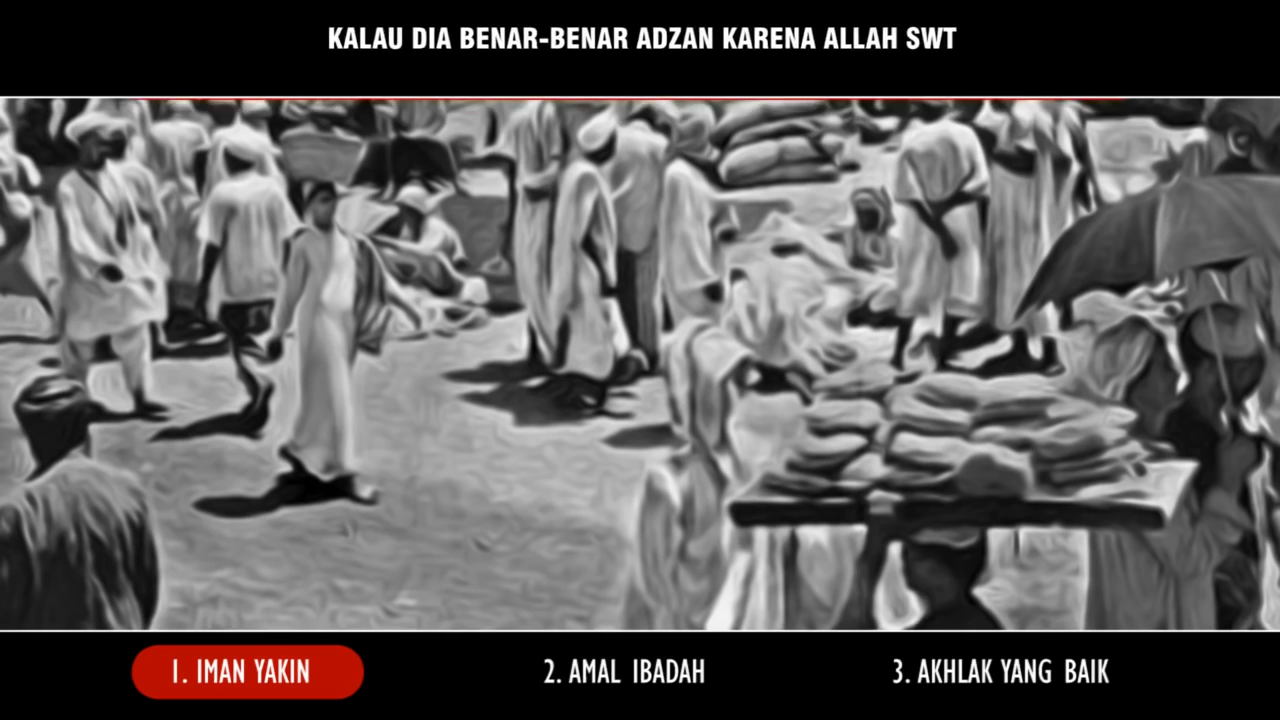 KALAU DIA BENAR-BENAR ADZAN KARENA ALLAH SWT
1. IMAN YAKIN
2. AMAL IBADAH
3. AKHLAK YANG BAIK